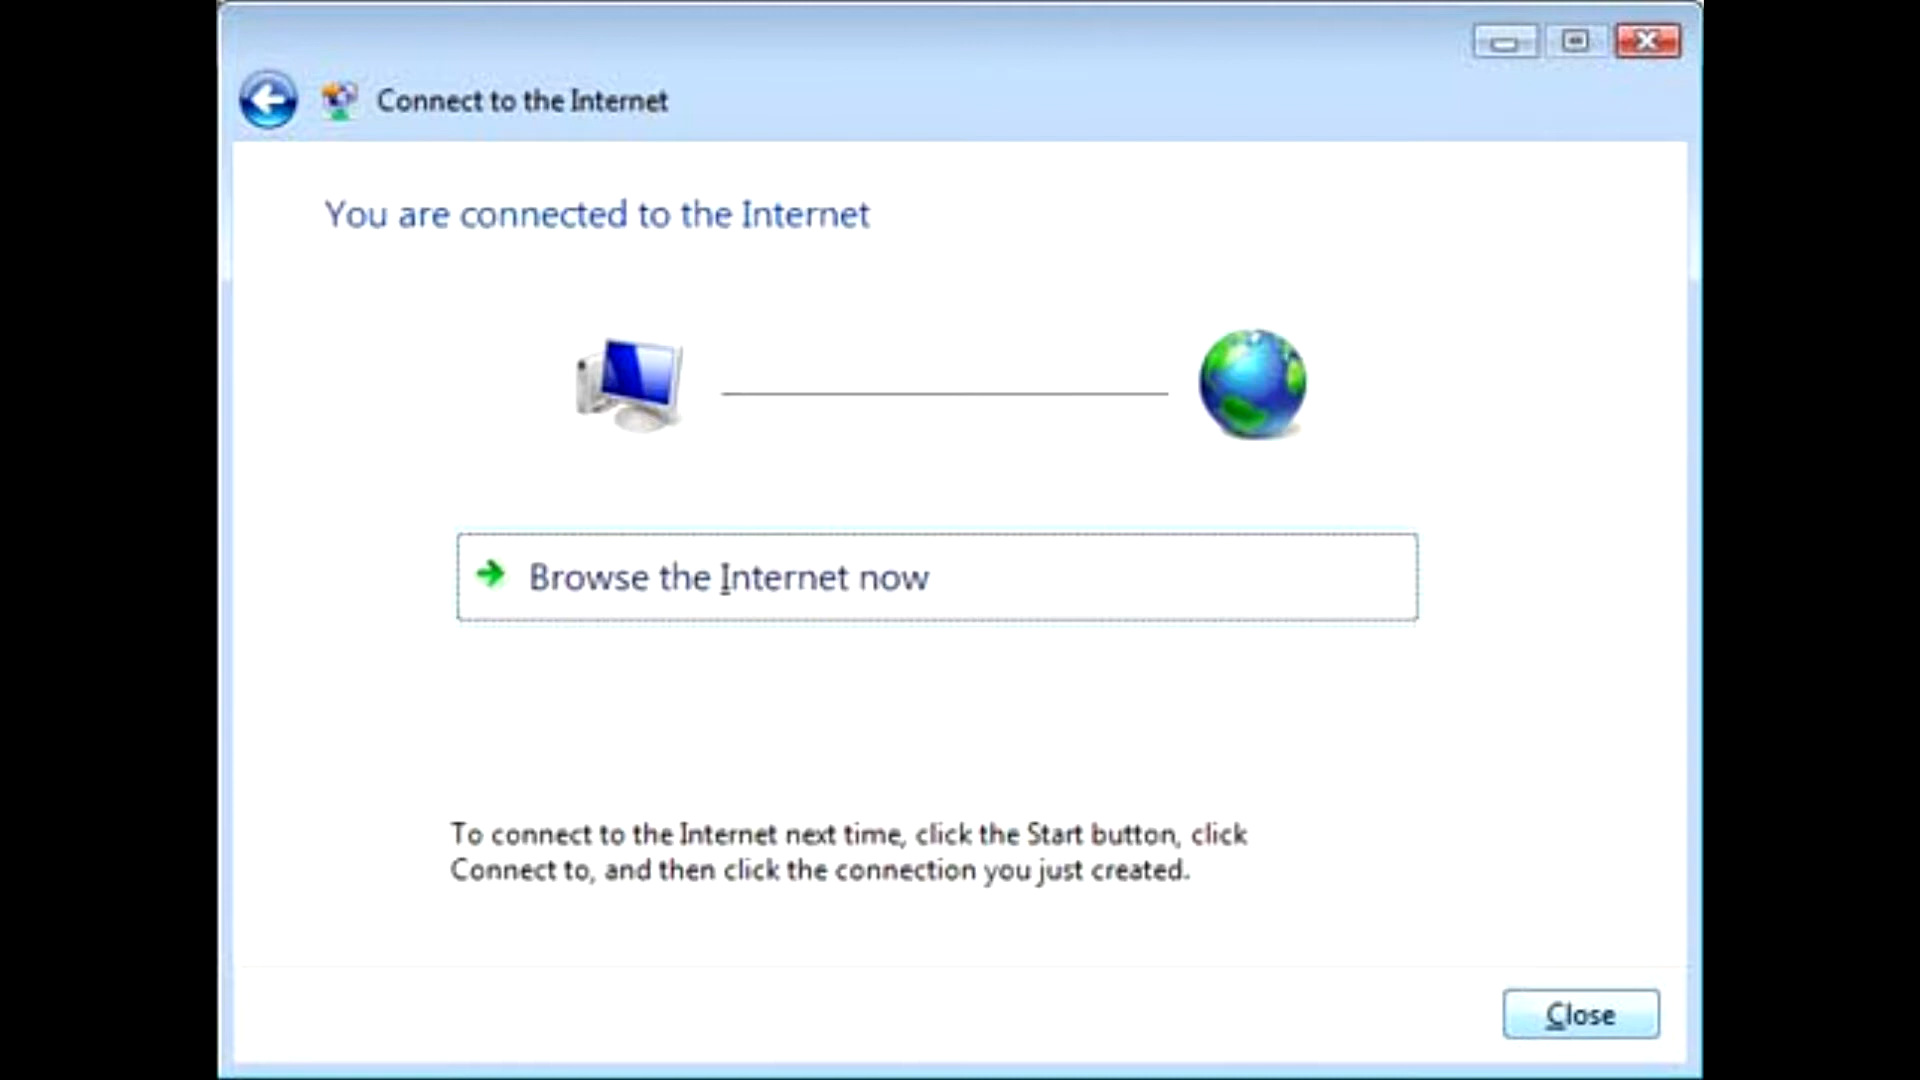 Connect to the Internet
You are connected to the Internet
Browse the Internet now
To connect to the Internet next time, click the Start button, click
Connect to, and then click the connection you just created.
Close